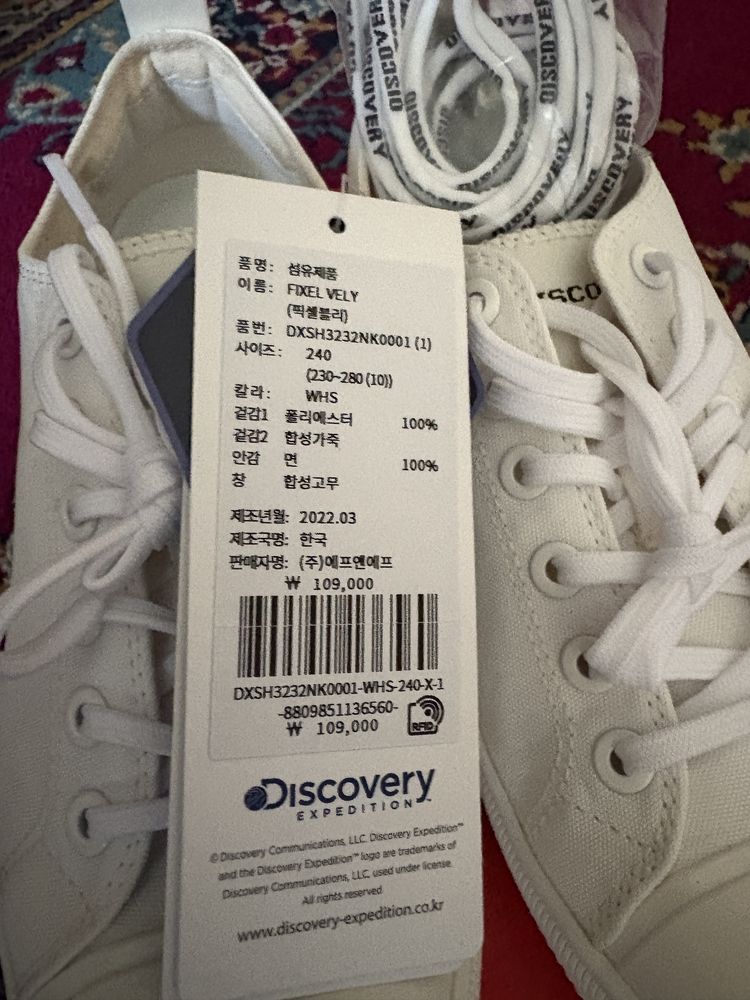 DISCOVERY
DISCOVERY
DISCOVERY
DISCOVERY
DISCOVERY
품명: 섬유제품
이름: FIXEL VELY
(픽셀블리)
품번: DXSH3232NK0001 (1)
사이즈: 240
(230~280 (10))
칼라: WHS
겉감1 폴리에스터 100%
겉감2 합성가죽
안감 면 100%
창 합성고무
제조년월: 2022.03
제조국명: 한국
판매자명: (주)에프앤에프
₩ 109,000
DXSH3232NK0001-WHS-240-X-1
-8809851136560-
₩ 109,000
RFID
Discovery
EXPEDITION™
© Discovery Communications, LLC. Discovery Expedition™
and the Discovery Expedition™ logo are trademarks of
Discovery Communications, LLC, used under license.
All rights reserved
www.discovery-expedition.co.kr